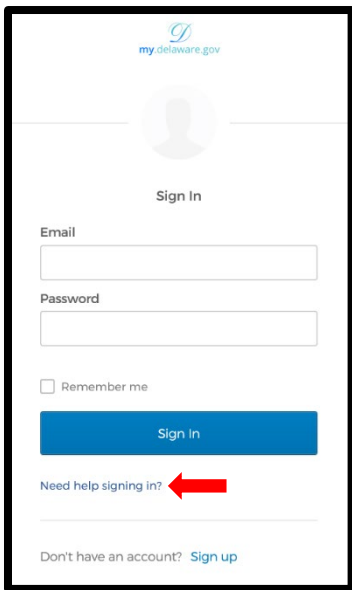 D
my.delaware.gov
Sign In
Email
Password
Remember me
Sign In
Need help signing in?
Don't have an account? Sign up